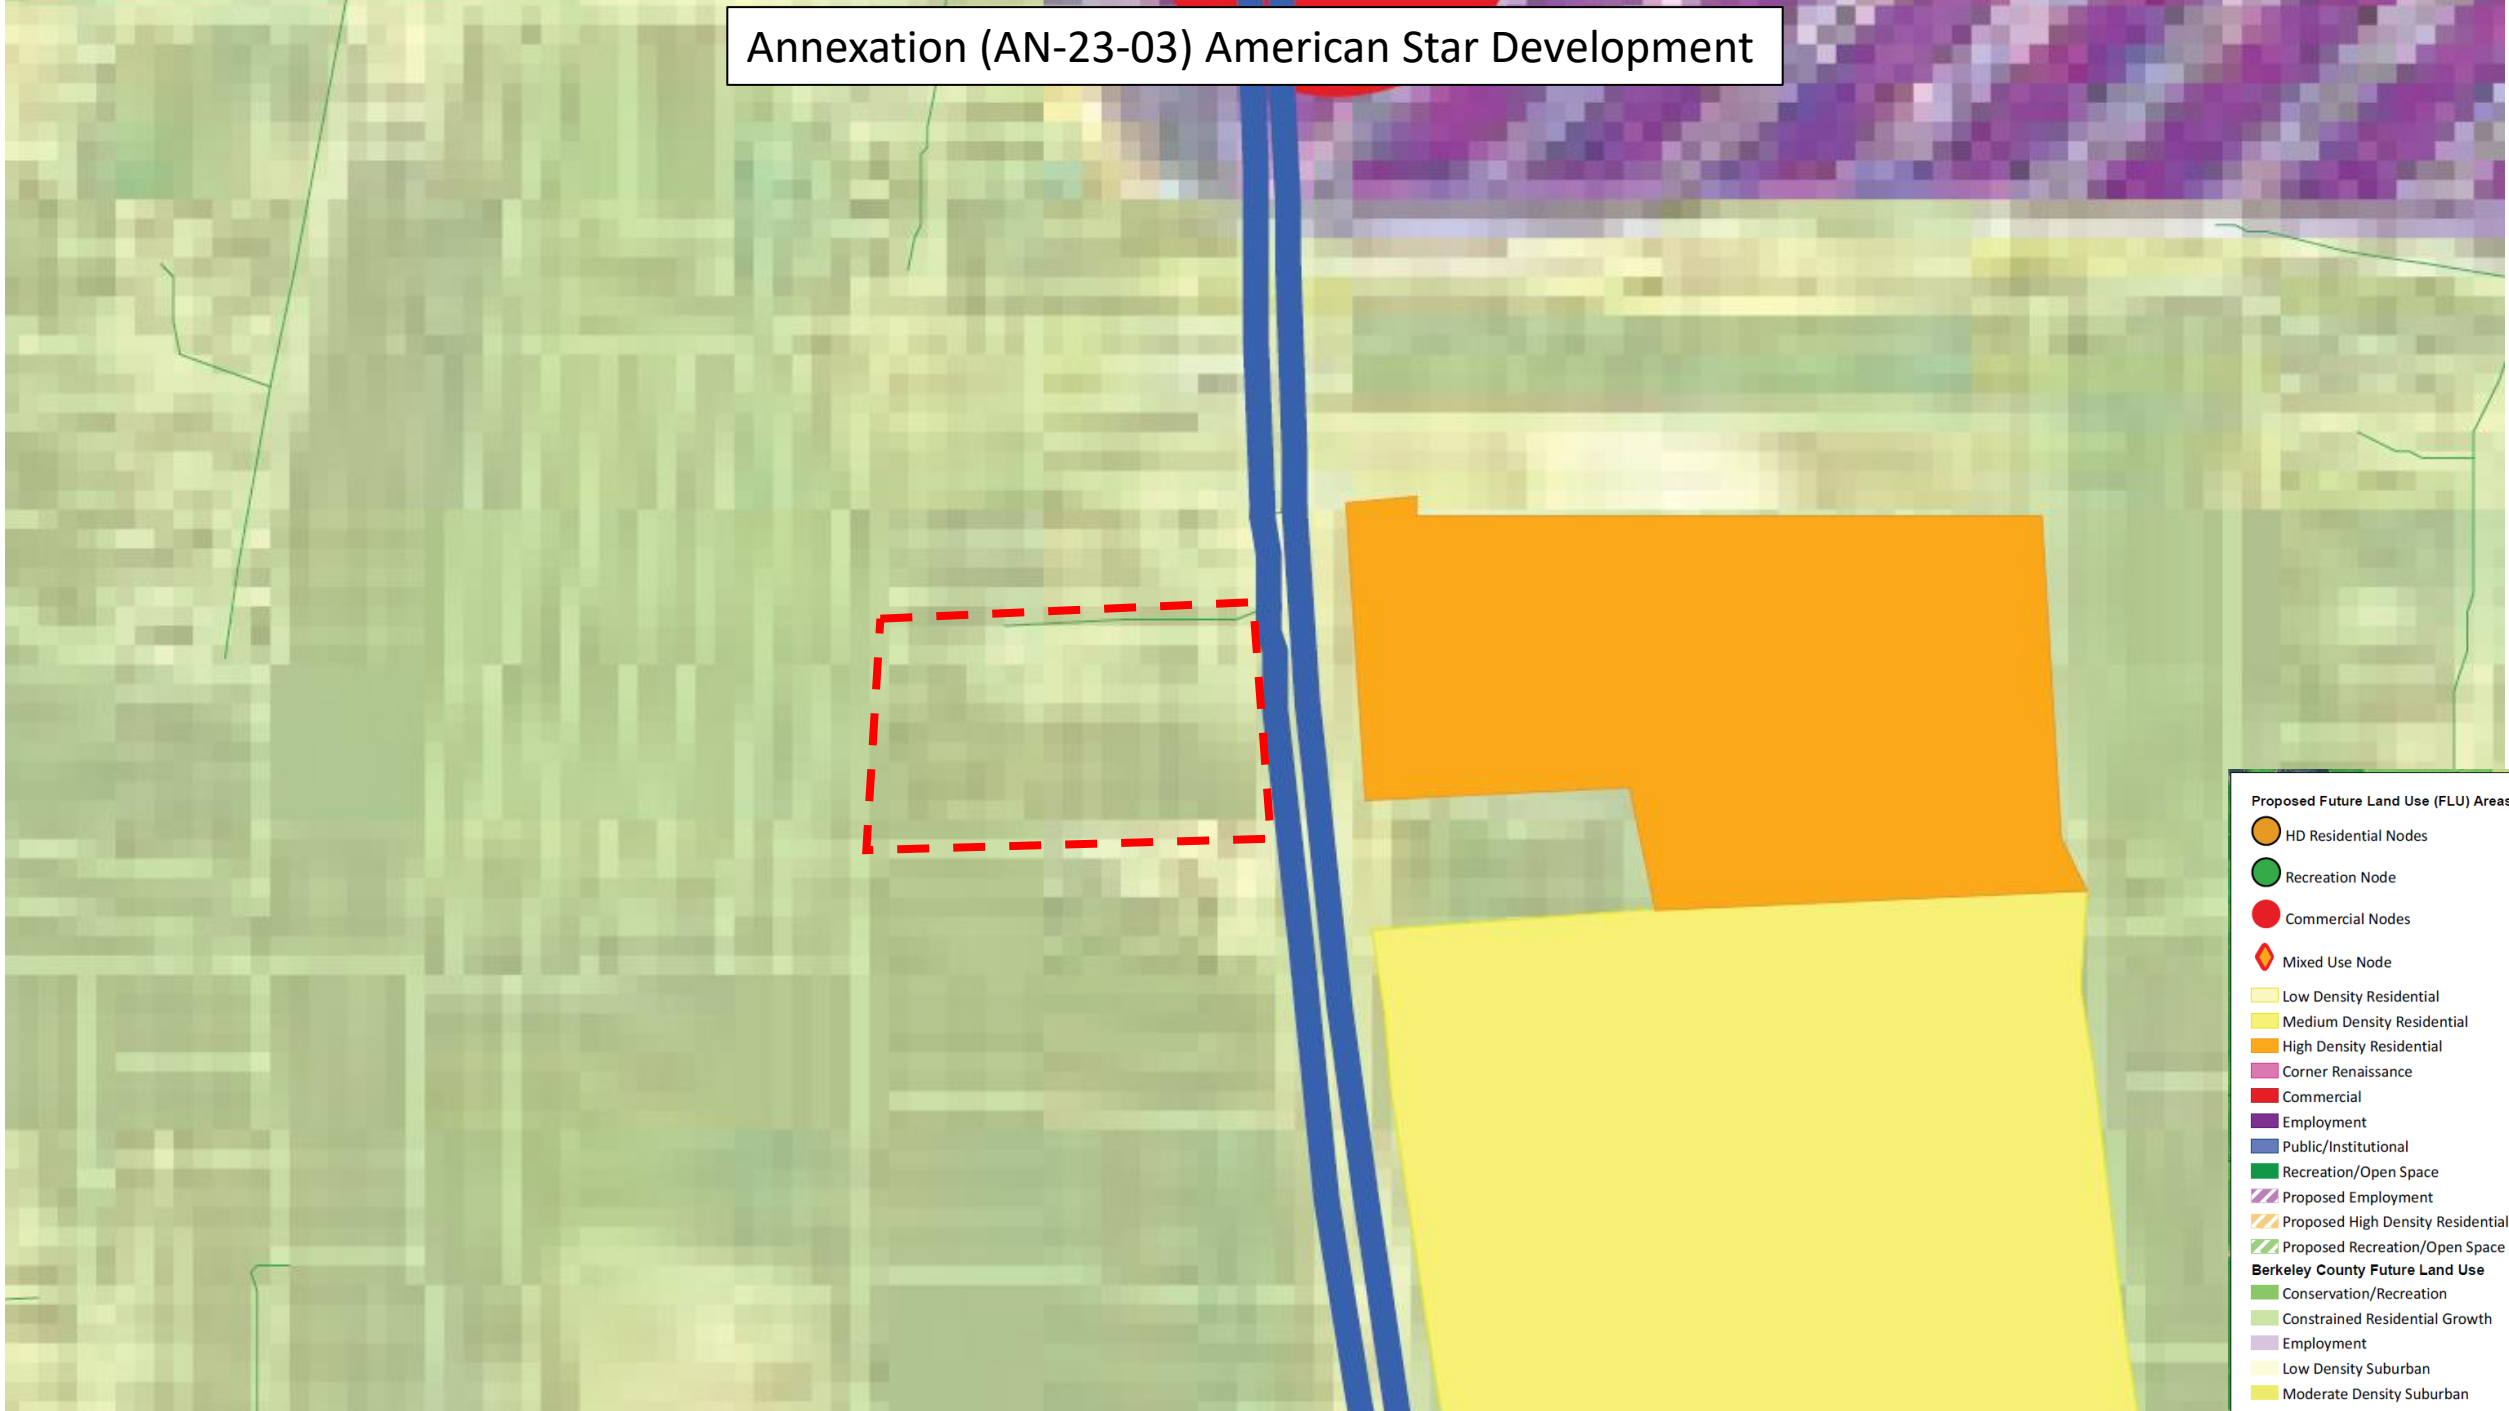 Annexation (AN-23-03) American Star Development
Proposed Future Land Use (FLU) Areas
HD Residential Nodes
Recreation Node
Commercial Nodes
Mixed Use Node
Low Density Residential
Medium Density Residential
High Density Residential
Corner Renaissance
Commercial
Employment
Public/Institutional
Recreation/Open Space
Proposed Employment
Proposed High Density Residential
Proposed Recreation/Open Space
Berkeley County Future Land Use
Conservation/Recreation
Constrained Residential Growth
Employment
Low Density Suburban
Moderate Density Suburban